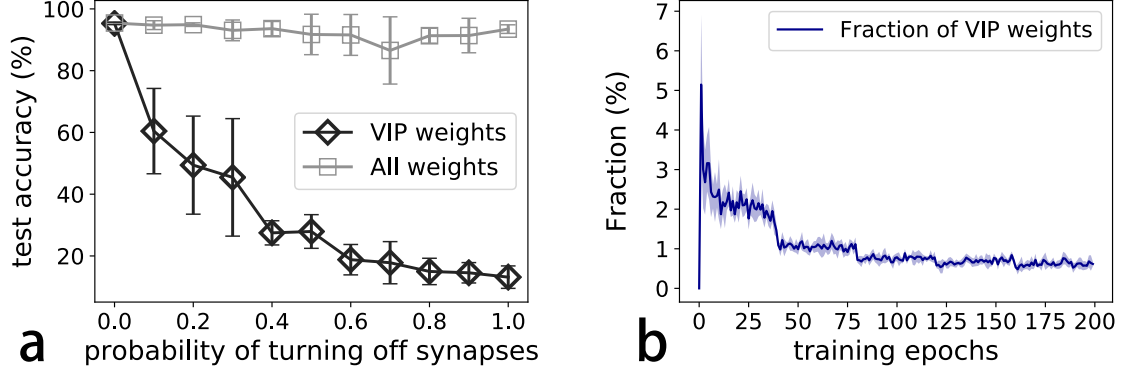 test accuracy (%)
100
80
60
40
20
VIP weights
All weights
0.0 0.2 0.4 0.6 0.8 1.0
probability of turning off synapses
a
Fraction (%)
7
6
5
4
3
2
1
0
Fraction of VIP weights
0 25 50 75 100 125 150 175 200
training epochs
b